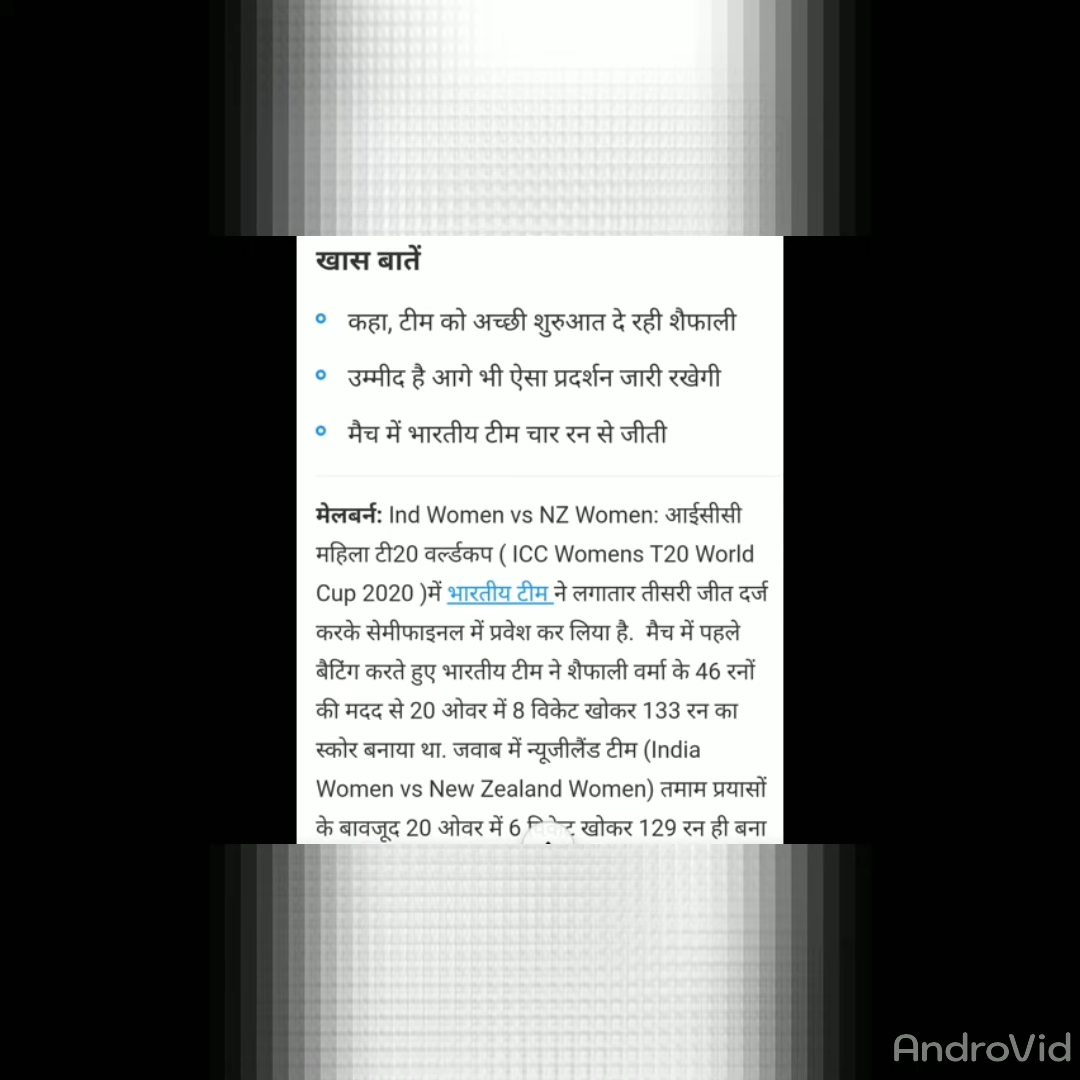 खास बातें
कहा, टीम को अच्छी शुरुआत दे रही शैफाली
उम्मीद है आगे भी ऐसा प्रदर्शन जारी रखेगी
मैच में भारतीय टीम चार रन से जीती
मेलबर्न: Ind Women vs NZ Women: आईसीसी
महिला टी20 वर्ल्डकप ( ICC Womens T20 World
Cup 2020 )में भारतीय टीम ने लगातार तीसरी जीत दर्ज
करके सेमीफाइनल में प्रवेश कर लिया है. मैच में पहले
बैटिंग करते हुए भारतीय टीम ने शैफाली वर्मा के 46 रनों
की मदद से 20 ओवर में 8 विकेट खोकर 133 रन का
स्कोर बनाया था. जवाब में न्यूजीलैंड टीम (India
Women vs New Zealand Women) तमाम प्रयासों
के बावजूद 20 ओवर में 6 विकेट खोकर 129 रन ही बना
AndroVid